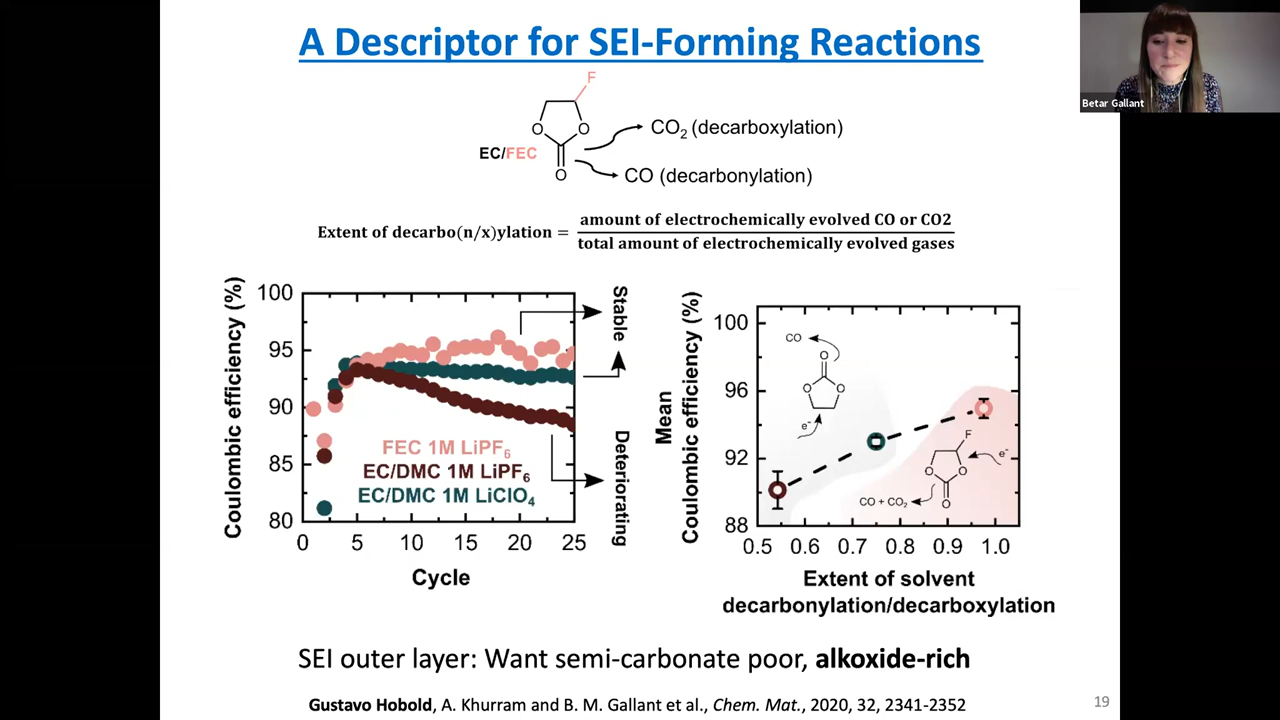 A Descriptor for SEI-Forming Reactions
Betar Gallant
F
O
O
O
EC/FEC
CO₂ (decarboxylation)
CO (decarbonylation)
Extent of decarbo(n/x)ylation = amount of electrochemically evolved CO or CO2
total amount of electrochemically evolved gases
Coulombic efficiency (%)
100
95
90
85
80
0
5
10
15
20
25
Cycle
FEC 1M LiPF₆
EC/DMC 1M LiPF₆
EC/DMC 1M LiClO₄
Stable
Deteriorating
Mean
Coulombic efficiency (%)
100
96
92
88
0.5
0.6
0.7
0.8
0.9
1.0
Extent of solvent
decarbonylation/decarboxylation
CO
O
O
O
e⁻
F
O
O
O
e⁻
CO + CO₂
SEI outer layer: Want semi-carbonate poor, alkoxide-rich
Gustavo Hobold, A. Khurram and B. M. Gallant et al., Chem. Mat., 2020, 32, 2341-2352
19